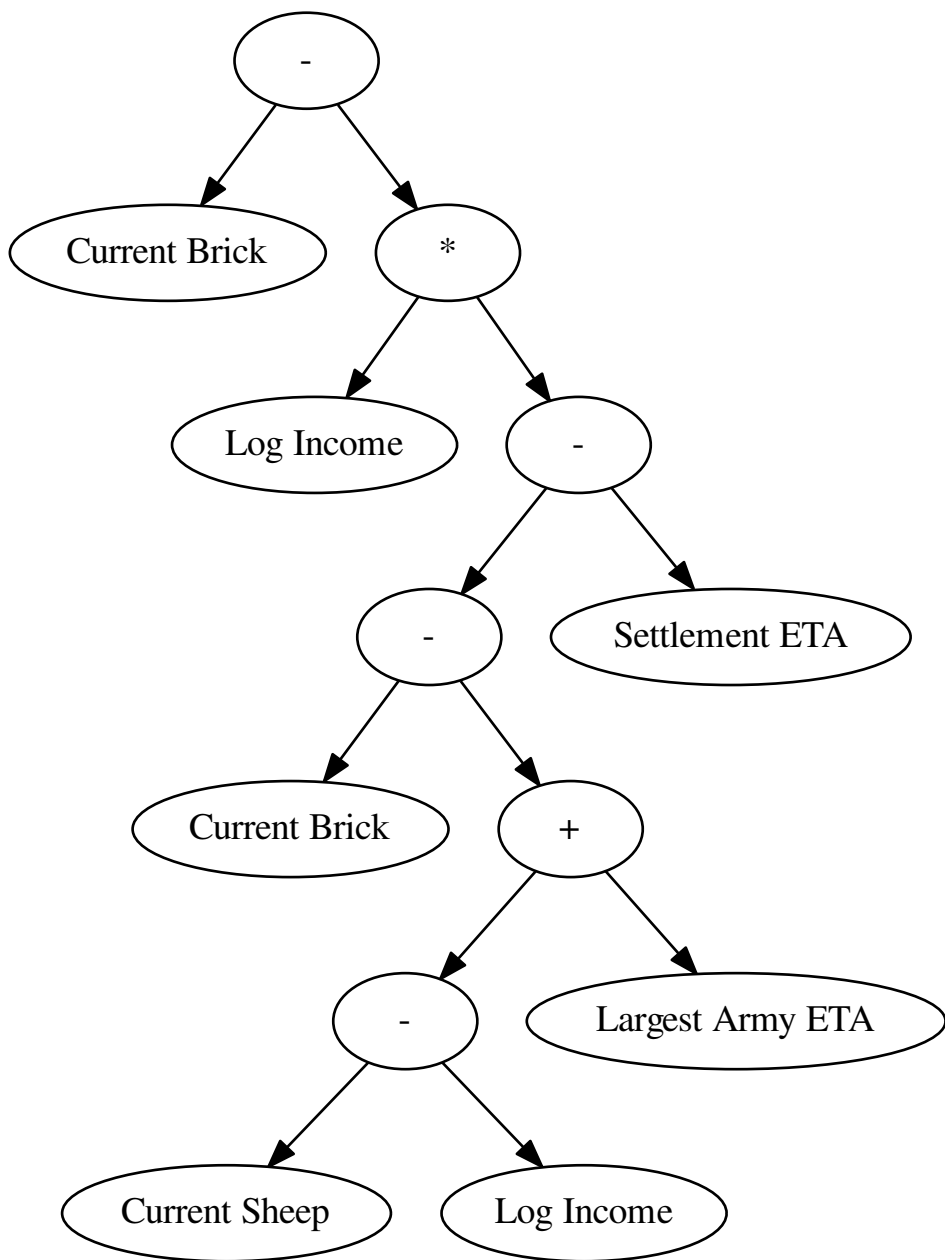 -
Current Brick
*
Log Income
-
-
Settlement ETA
Current Brick
+
-
Largest Army ETA
Current Sheep
Log Income